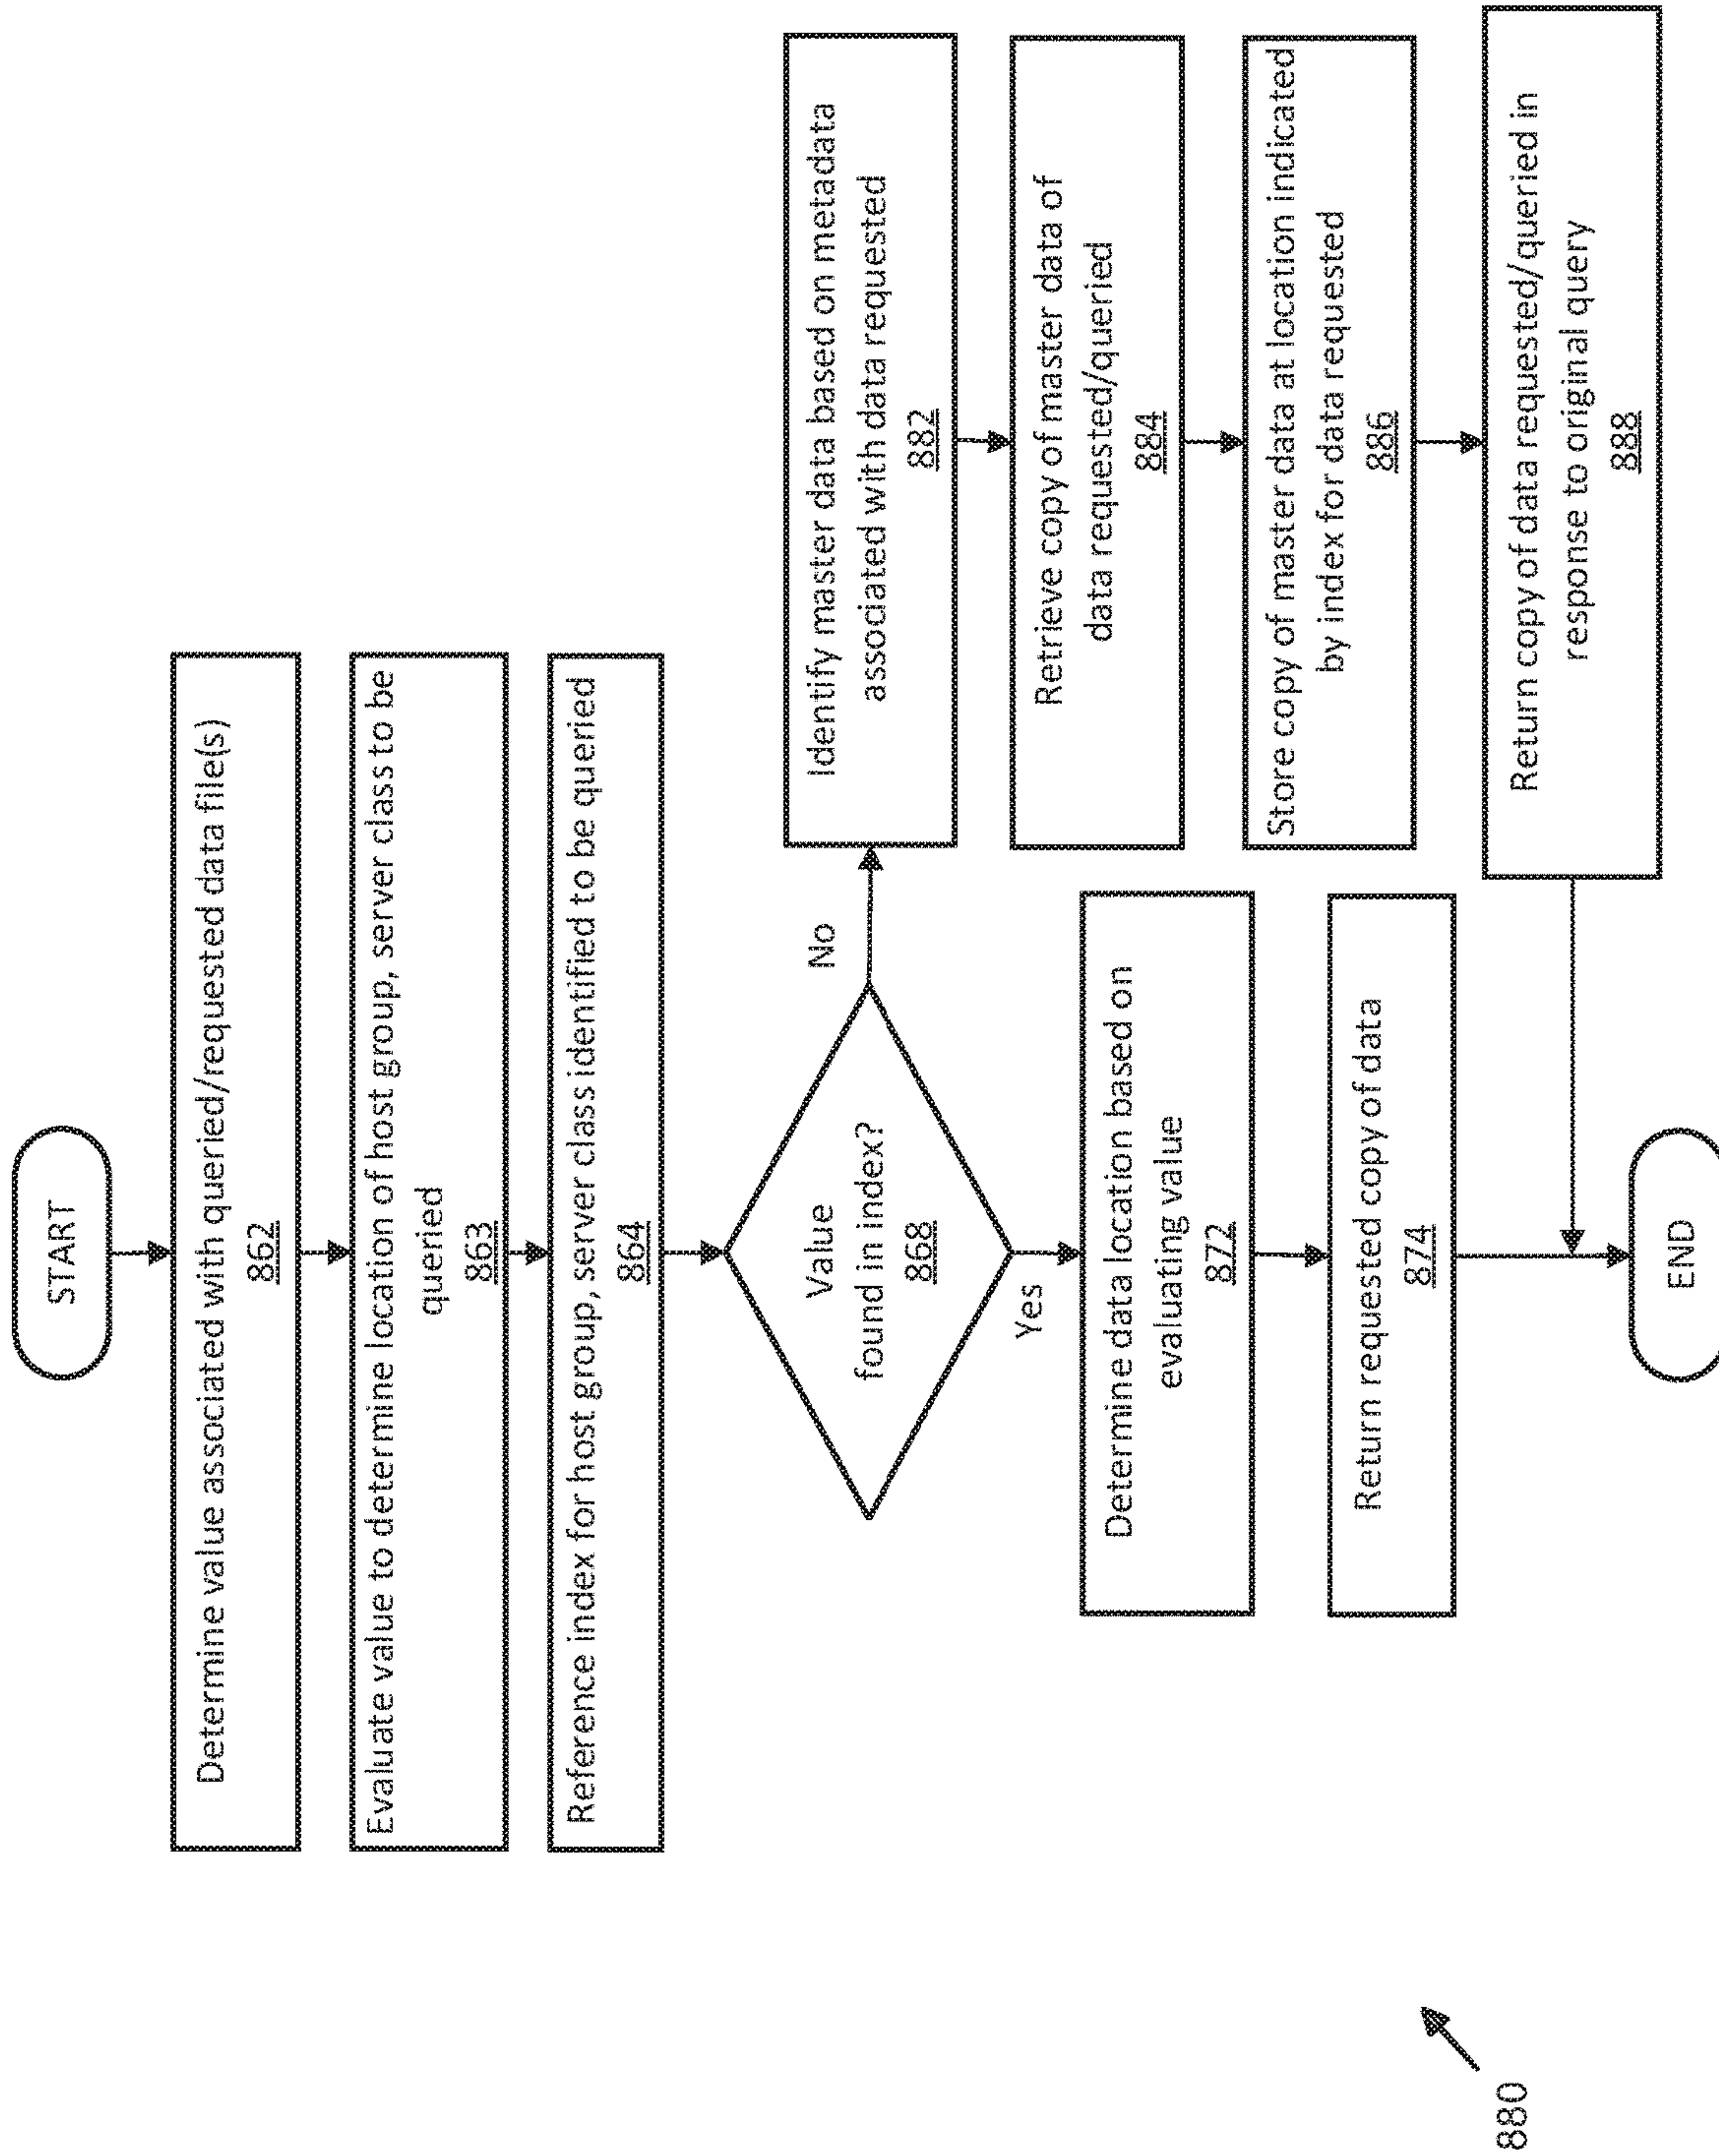 START
Determine value associated with queried/requested data file(s)
862
Evaluate value to determine location of host group, server class to be
queried
863
Reference index for host group, server class identified to be queried
864
Value
found in index?
868
No
Yes
Identify master data based on metadata
associated with data requested
882
Retrieve copy of master data of
data requested/queried
884
Store copy of master data at location indicated
by index for data requested
886
Return copy of data requested/queried in
response to original query
888
Determine data location based on
evaluating value
872
Return requested copy of data
874
END
880